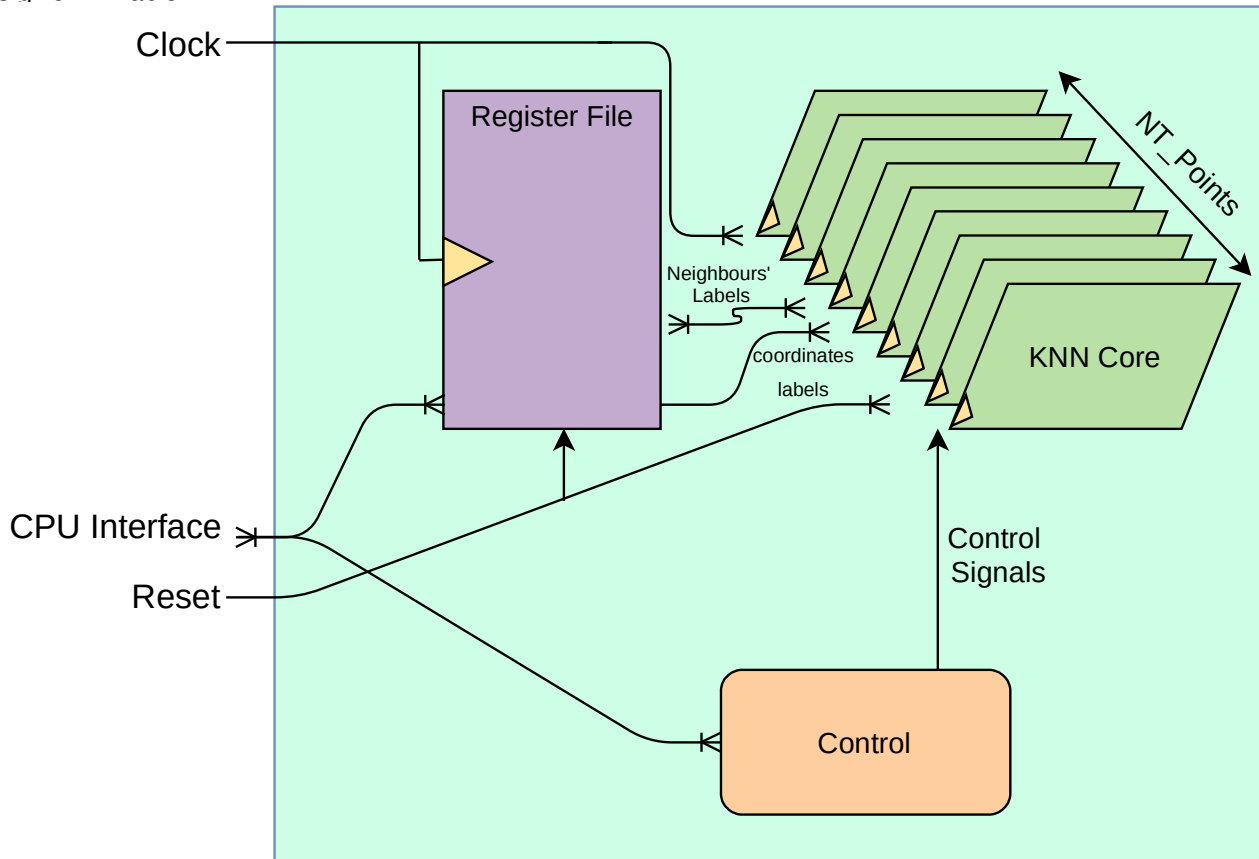 Clock
Register File
NT_Points
Neighbours'
Labels
coordinates
KNN Core
labels
CPU Interface
Control
Signals
Reset
Control